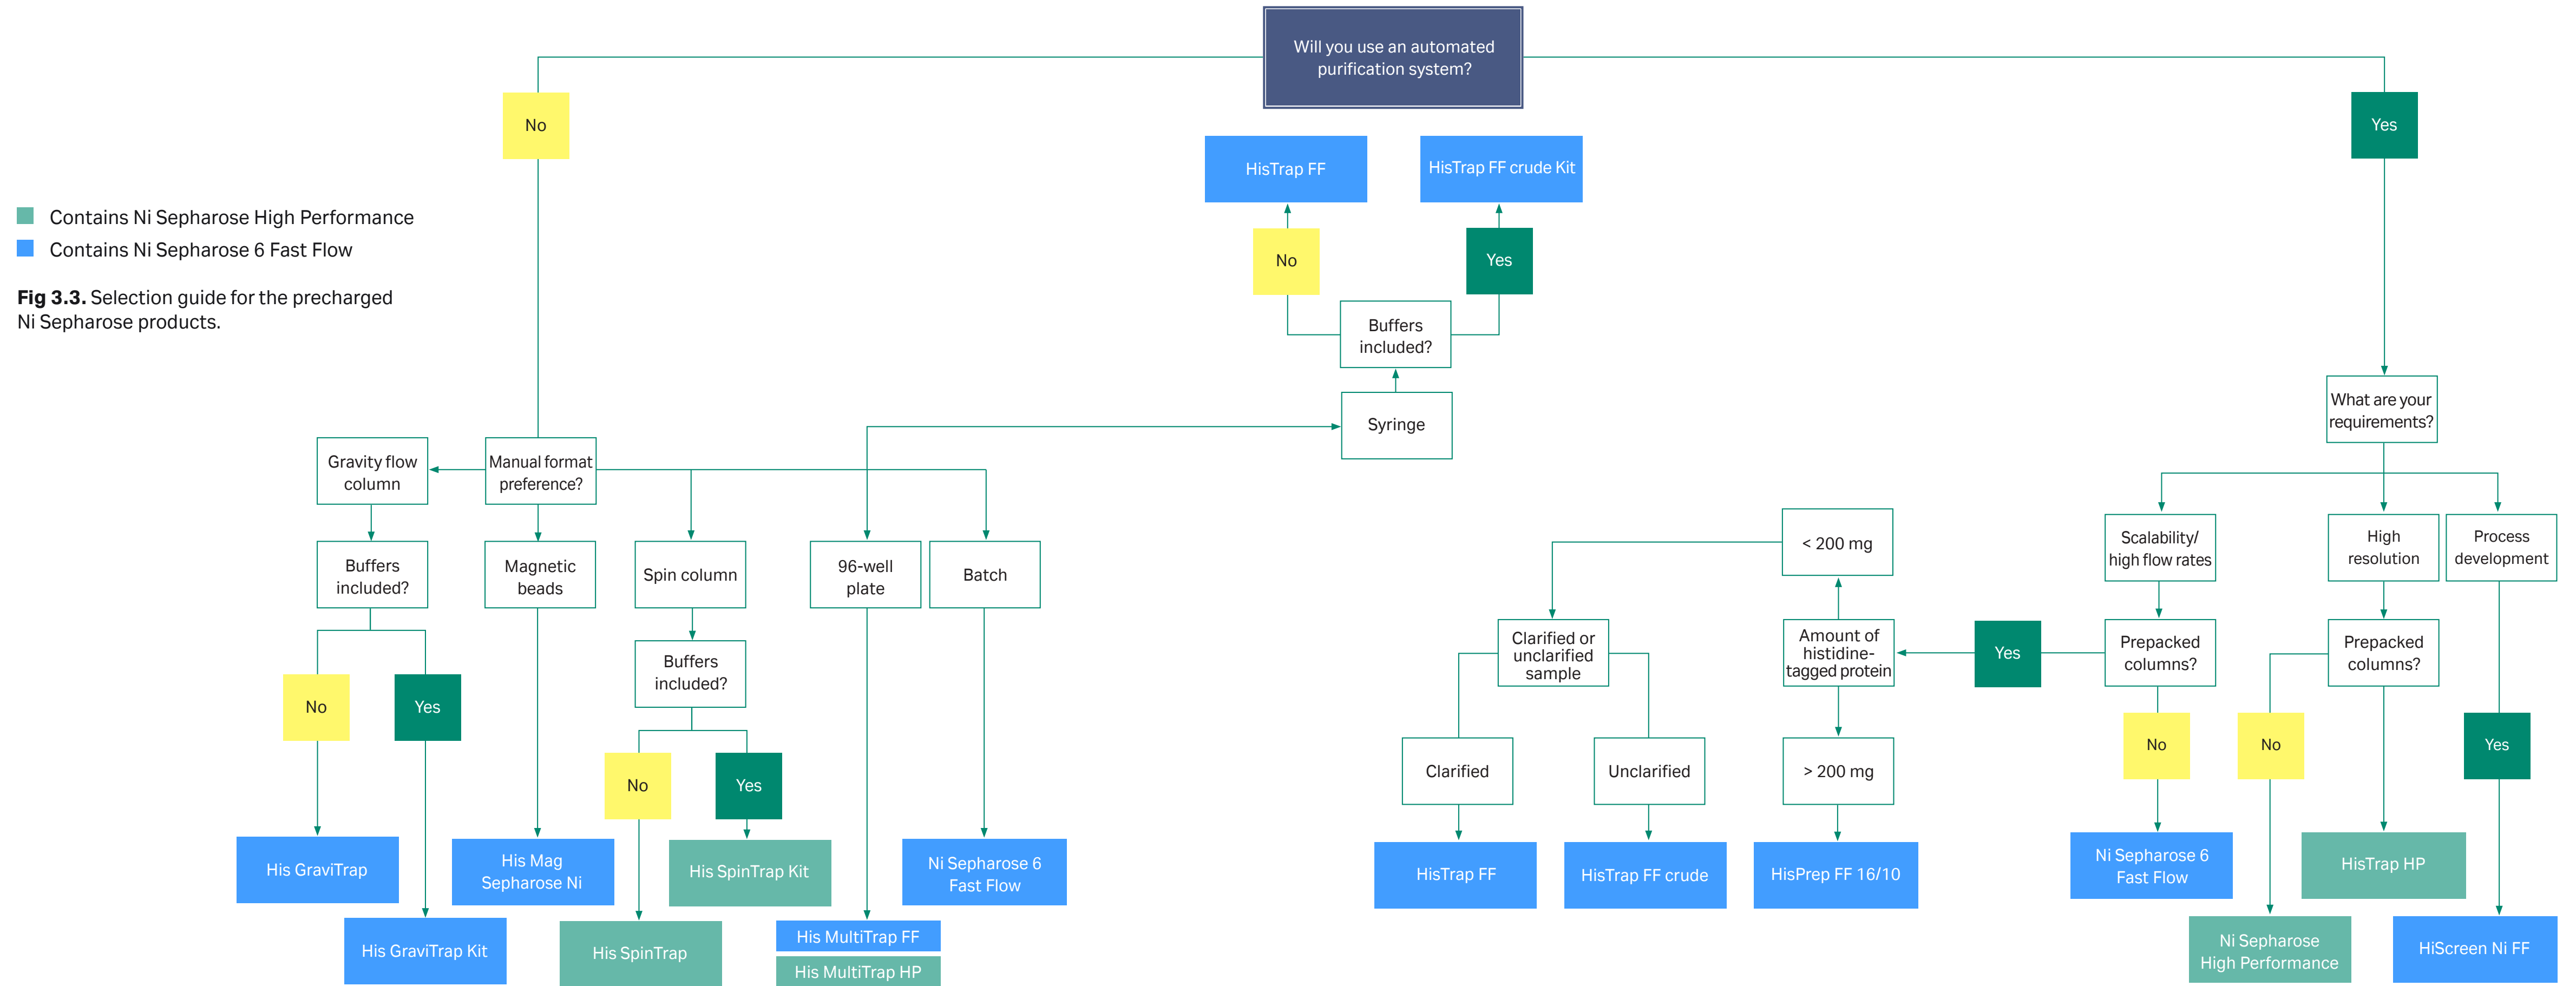 Will you use an automated
purification system?
No
Yes
HisTrap FF
HisTrap FF crude Kit
Contains Ni Sepharose High Performance
Contains Ni Sepharose 6 Fast Flow
Fig 3.3. Selection guide for the precharged
Ni Sepharose products.
No
Yes
Buffers
included?
Syringe
What are your
requirements?
Gravity flow
column
Manual format
preference?
Buffers
included?
Magnetic
beads
Spin column
96-well
plate
Batch
< 200 mg
Scalability/
high flow rates
High
resolution
Process
development
Buffers
included?
Clarified or
unclarified
sample
Amount of
histidine-
tagged protein
Yes
Prepacked
columns?
Prepacked
columns?
No
Yes
No
Yes
Clarified
Unclarified
> 200 mg
No
No
Yes
His GraviTrap
His Mag
Sepharose Ni
His SpinTrap Kit
Ni Sepharose 6
Fast Flow
HisTrap FF
HisTrap FF crude
HisPrep FF 16/10
Ni Sepharose 6
Fast Flow
HisTrap HP
His GraviTrap Kit
His SpinTrap
His MultiTrap FF
His MultiTrap HP
Ni Sepharose
High Performance
HiScreen Ni FF